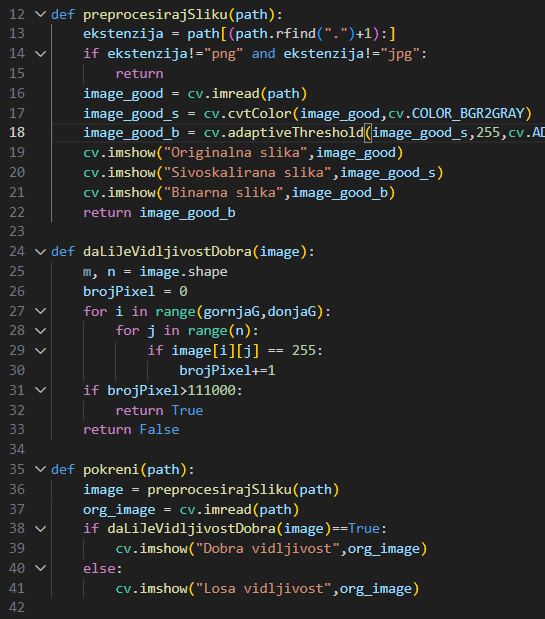 12 def preprocesirajSliku(path):
13     ekstenzija = path[(path.rfind(".")+1):]
14     if ekstenzija!="png" and ekstenzija!="jpg":
15         return
16     image_good = cv.imread(path)
17     image_good_s = cv.cvtColor(image_good,cv.COLOR_BGR2GRAY)
18     image_good_b = cv.adaptiveThreshold(image_good_s,255,cv.AD
19     cv.imshow("Originalna slika",image_good)
20     cv.imshow("Sivoskalirana slika",image_good_s)
21     cv.imshow("Binarna slika",image_good_b)
22     return image_good_b
23
24 def daLiJeVidljivostDobra(image):
25     m, n = image.shape
26     brojPixel = 0
27     for i in range(gornjaG,donjaG):
28         for j in range(n):
29             if image[i][j] == 255:
30                 brojPixel+=1
31     if brojPixel>111000:
32         return True
33     return False
34
35 def pokreni(path):
36     image = preprocesirajSliku(path)
37     org_image = cv.imread(path)
38     if daLiJeVidljivostDobra(image)==True:
39         cv.imshow("Dobra vidljivost",org_image)
40     else:
41         cv.imshow("Losa vidljivost",org_image)
42